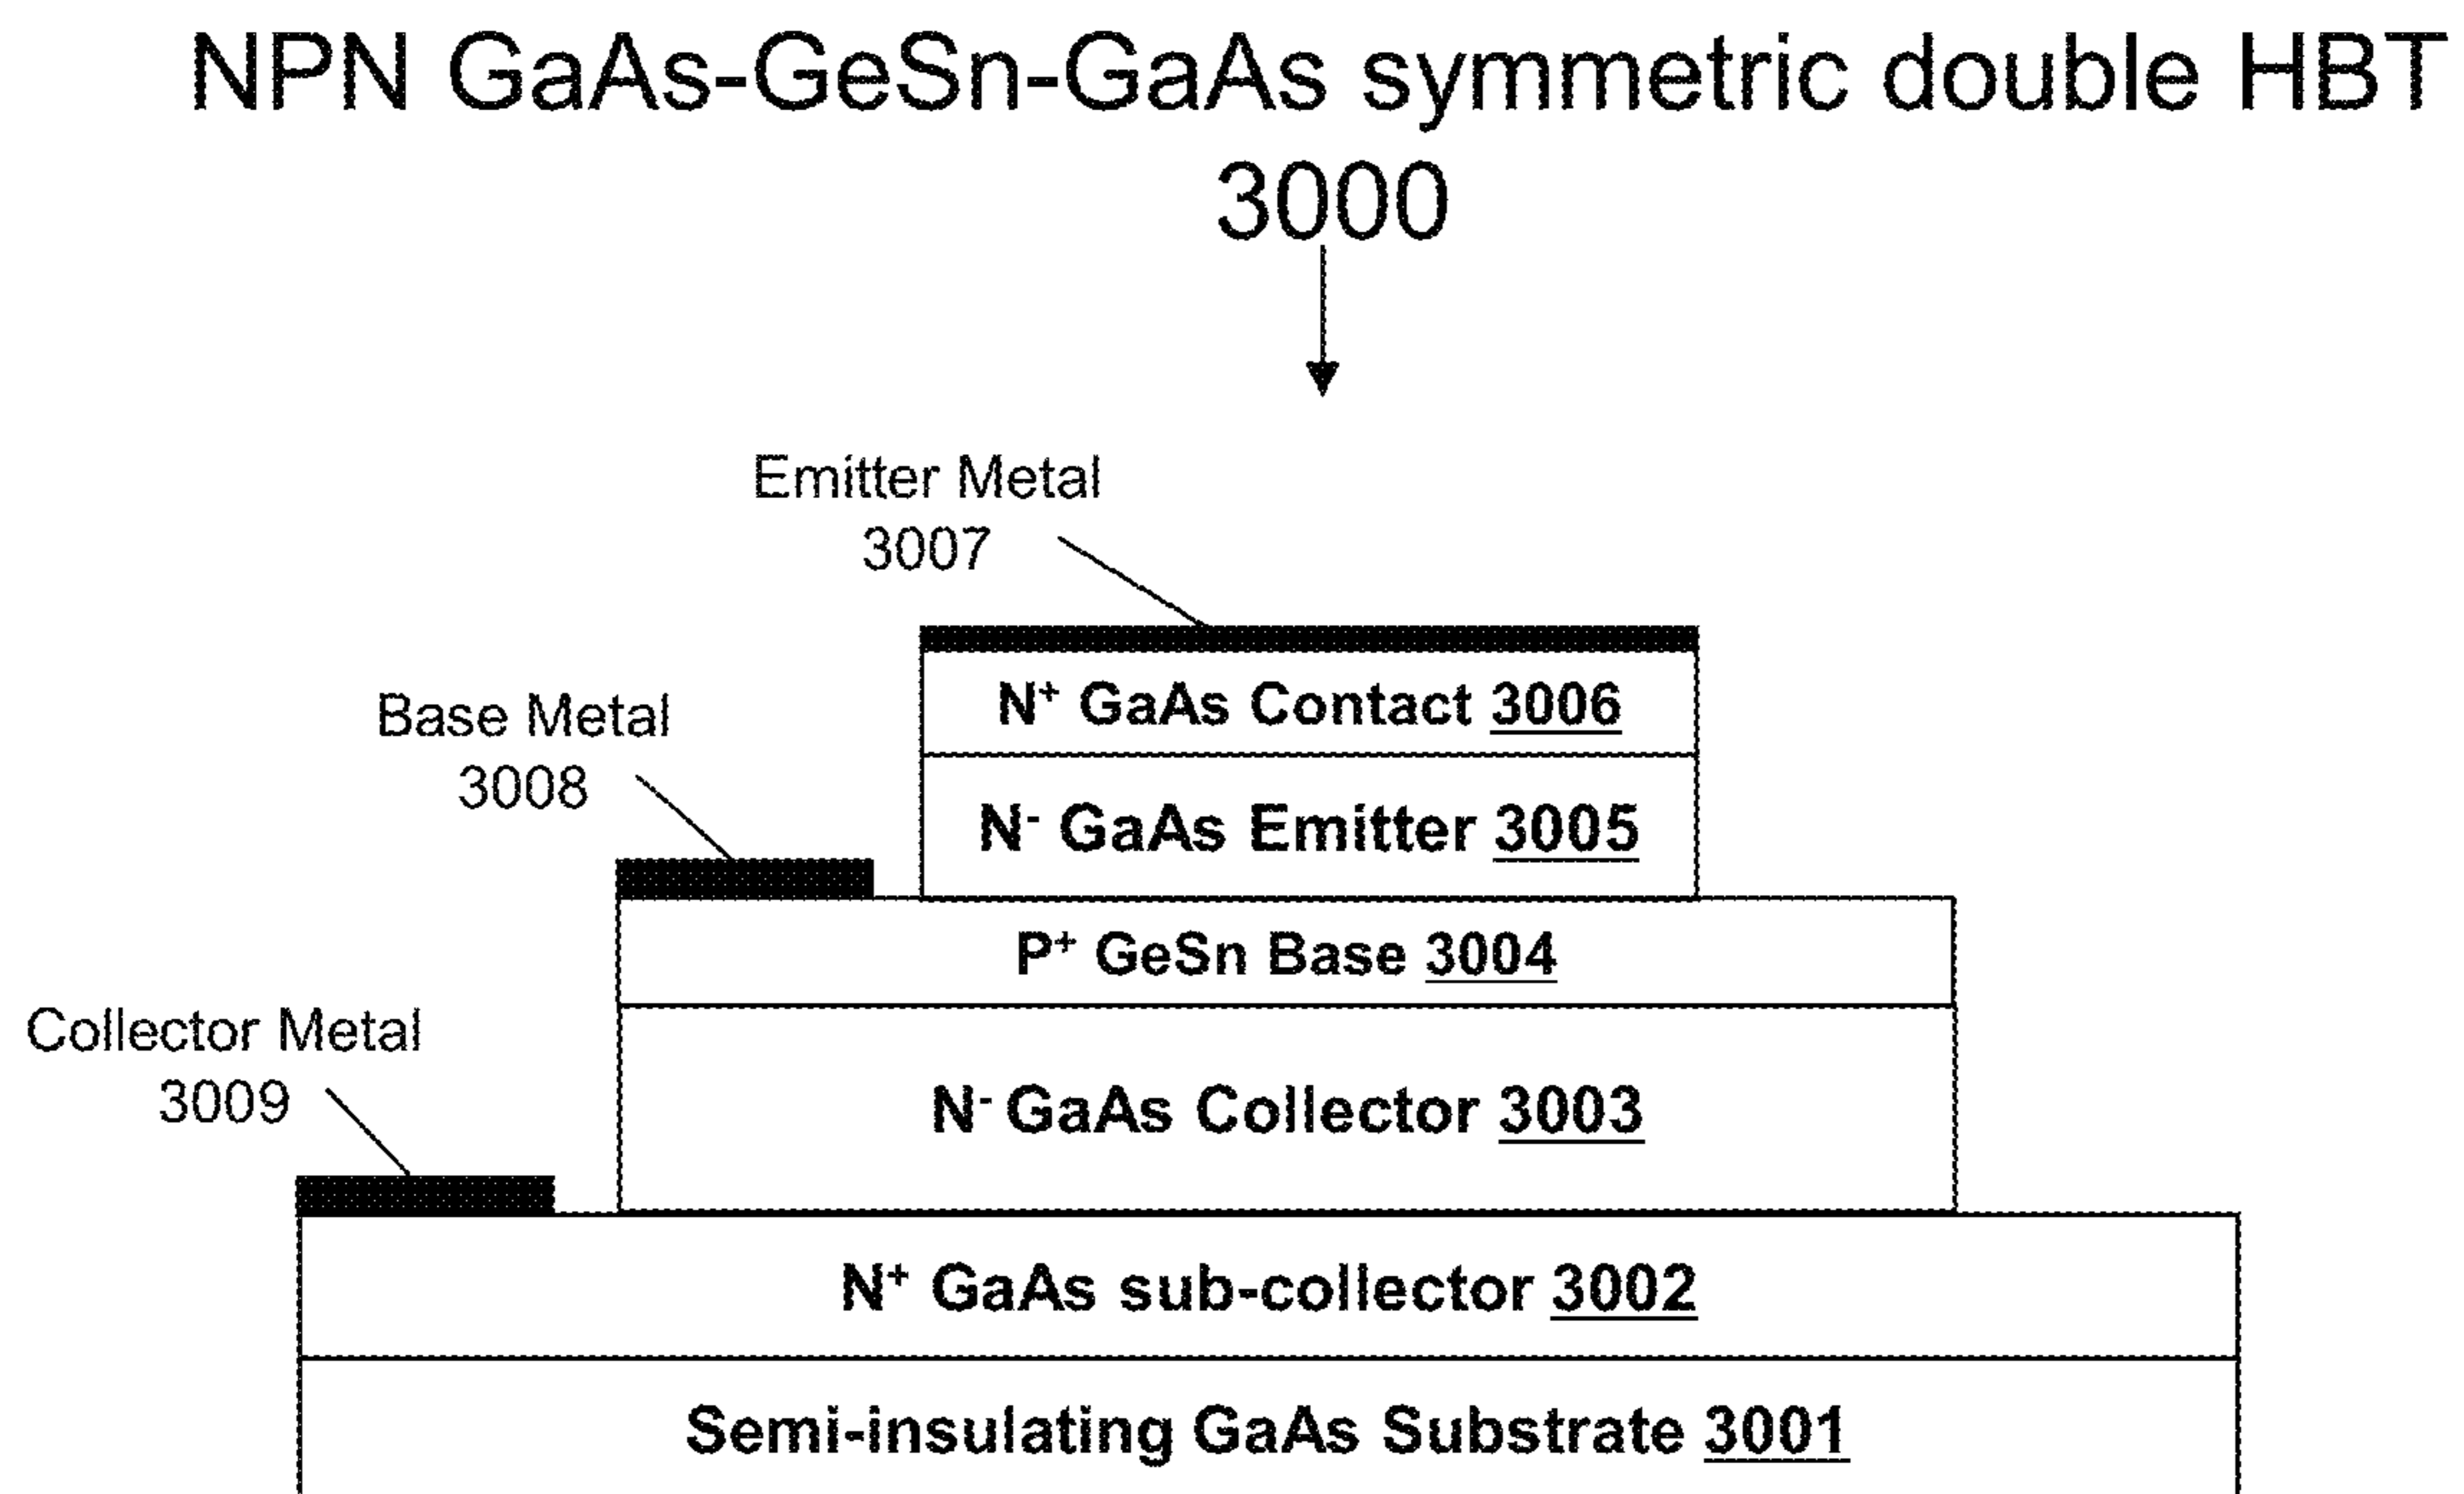 NPN GaAs-GeSn-GaAs symmetric double HBT
3000
Emitter Metal
3007
N⁺ GaAs Contact 3006
Base Metal
3008
N⁻ GaAs Emitter 3005
P⁺ GeSn Base 3004
Collector Metal
3009
N⁻ GaAs Collector 3003
N⁺ GaAs sub-collector 3002
Semi-insulating GaAs Substrate 3001